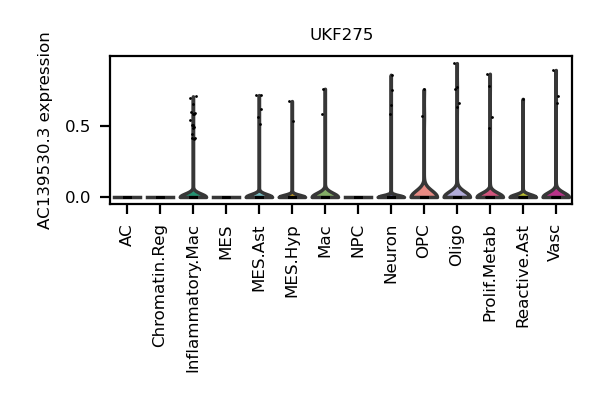 UKF275
AC139530.3 expression
0.5
0.0
AC
Chromatin.Reg
Inflammatory.Mac
MES
MES.Ast
MES.Hyp
Mac
NPC
Neuron
OPC
Oligo
Prolif.Metab
Reactive.Ast
Vasc